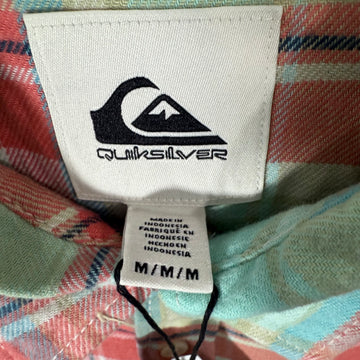 QUIKSILVER
MADE IN
INDONESIA
FABRIQUÉ EN
INDONESIE
HECHO EN
INDONESIA
M/M/M